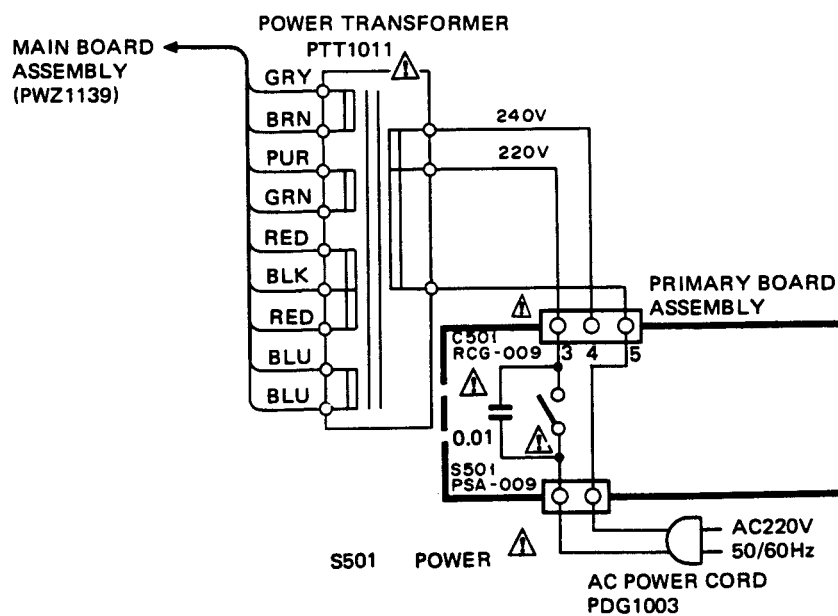 POWER TRANSFORMER
PTT1011
MAIN BOARD
ASSEMBLY
(PWZ1139)
GRY
BRN
PUR
GRN
RED
BLK
RED
BLU
BLU
240V
220V
PRIMARY BOARD
ASSEMBLY
C501
RCG-009
3 4 5
0.01
S501
PSA-009
S501 POWER
AC220V
50/60Hz
AC POWER CORD
PDG1003